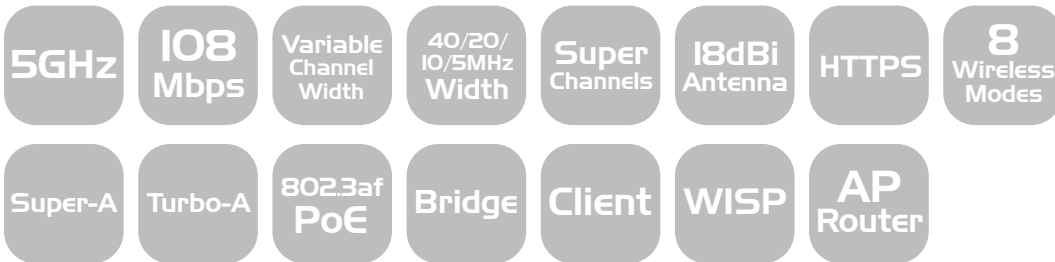 5GHz
108
Mbps
Variable
Channel
Width
40/20/
10/5MHz
Width
Super
Channels
18dBi
Antenna
HTTPS
8
Wireless
Modes
Super-A
Turbo-A
802.3af
PoE
Bridge
Client
WISP
AP
Router